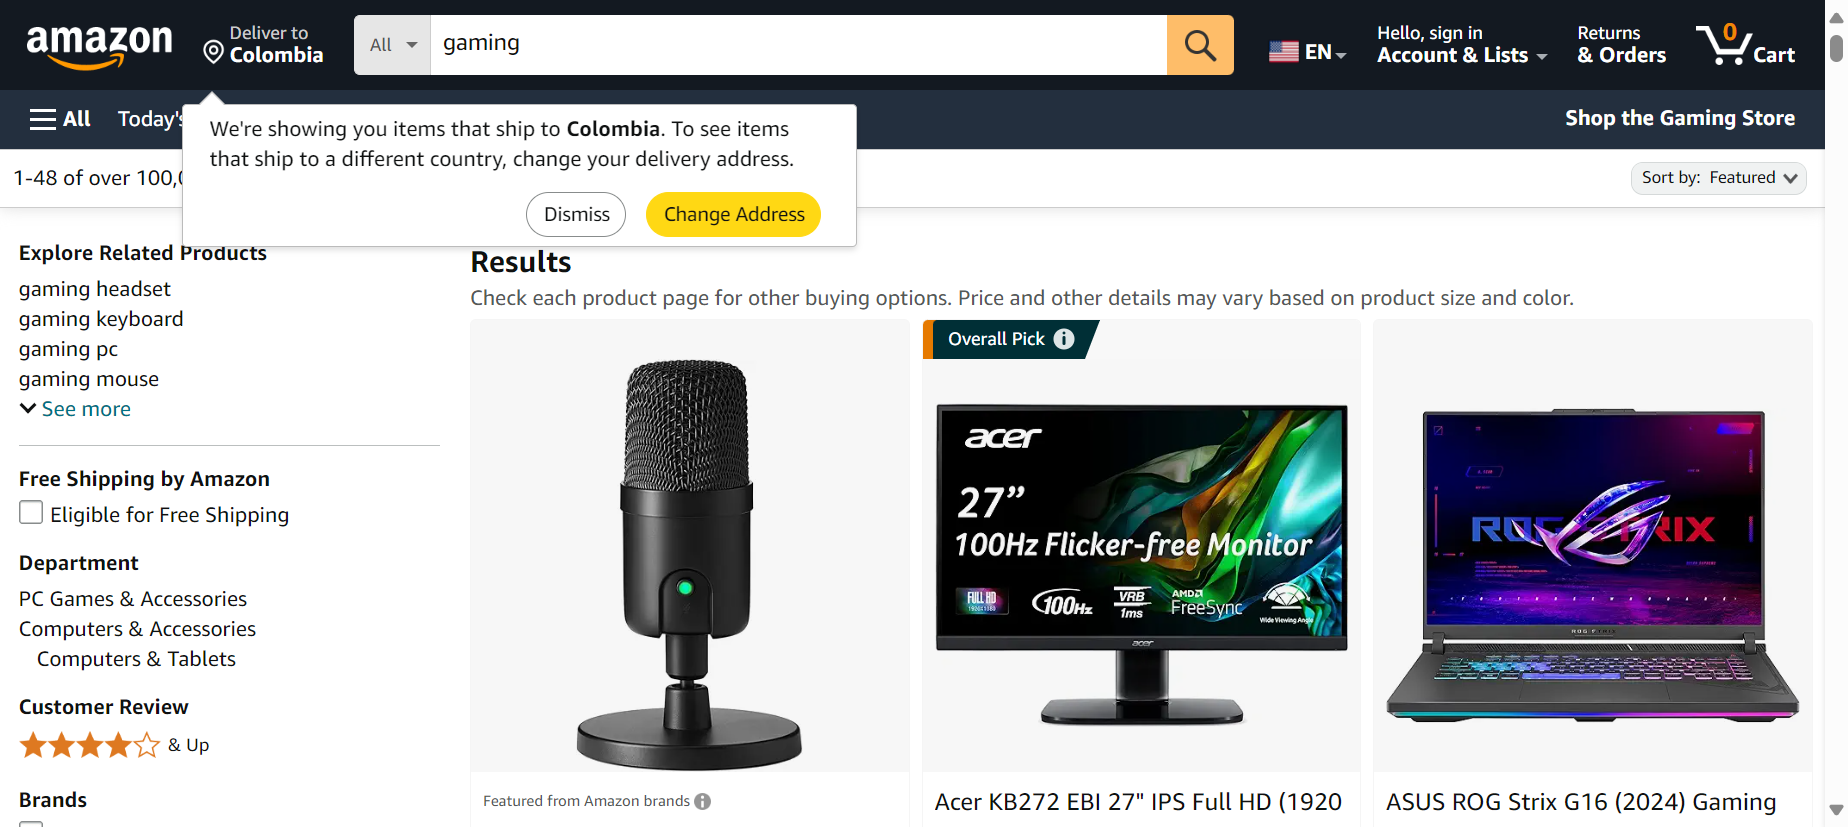 amazon
Deliver to
Colombia
All
gaming
EN
Hello, sign in
Account & Lists
Returns
& Orders
0
Cart
All
Today's
Shop the Gaming Store
We're showing you items that ship to Colombia. To see items
that ship to a different country, change your delivery address.
Dismiss
Change Address
1-48 of over 100,0
Sort by: Featured
Explore Related Products
gaming headset
gaming keyboard
gaming pc
gaming mouse
See more
Free Shipping by Amazon
Eligible for Free Shipping
Department
PC Games & Accessories
Computers & Accessories
Computers & Tablets
Customer Review
& Up
Brands
Results
Check each product page for other buying options. Price and other details may vary based on product size and color.
Featured from Amazon brands
Overall Pick
acer
27”
100Hz Flicker-free Monitor
FULL HD
1920x1080
100Hz
VRB
1ms
AMD
FreeSync
Wide Viewing Angle
acer
Acer KB272 EBI 27" IPS Full HD (1920
ROG STRIX
ROG STRIX
ASUS ROG Strix G16 (2024) Gaming